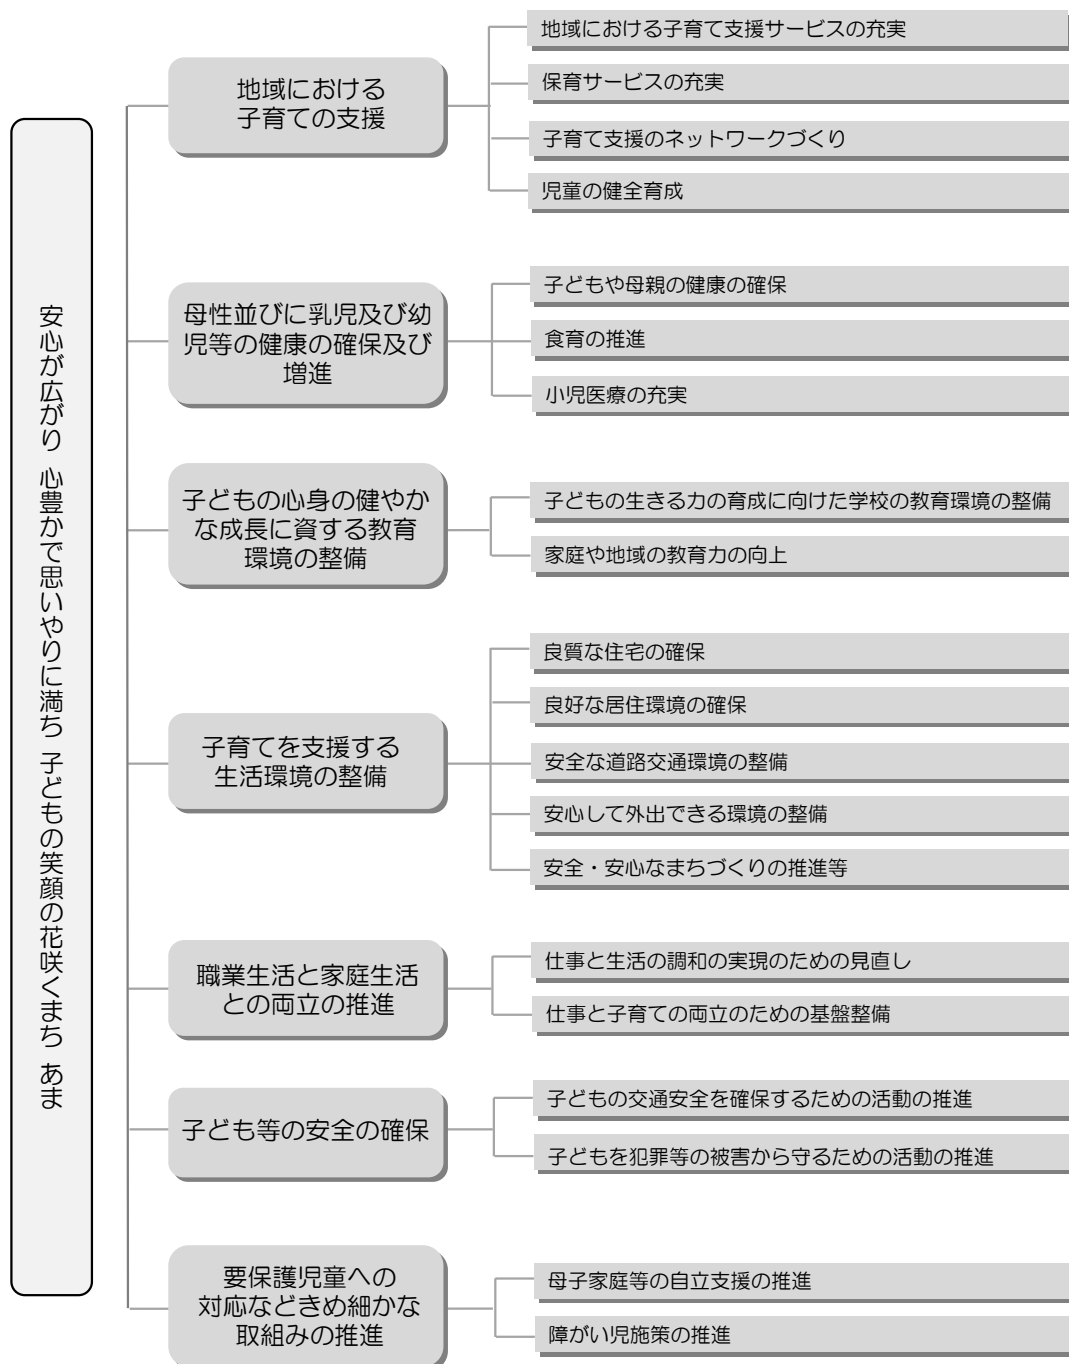 安心が広がり 心豊かで思いやりに満ち 子どもの笑顔の花咲くまち あま
地域における
子育ての支援
地域における子育て支援サービスの充実
保育サービスの充実
子育て支援のネットワークづくり
児童の健全育成
母性並びに乳児及び幼
児等の健康の確保及び
増進
子どもや母親の健康の確保
食育の推進
小児医療の充実
子どもの心身の健やか
な成長に資する教育
環境の整備
子どもの生きる力の育成に向けた学校の教育環境の整備
家庭や地域の教育力の向上
子育てを支援する
生活環境の整備
良質な住宅の確保
良好な居住環境の確保
安全な道路交通環境の整備
安心して外出できる環境の整備
安全・安心なまちづくりの推進等
職業生活と家庭生活
との両立の推進
仕事と生活の調和の実現のための見直し
仕事と子育ての両立のための基盤整備
子ども等の安全の確保
子どもの交通安全を確保するための活動の推進
子どもを犯罪等の被害から守るための活動の推進
要保護児童への
対応などきめ細かな
取組みの推進
母子家庭等の自立支援の推進
障がい児施策の推進